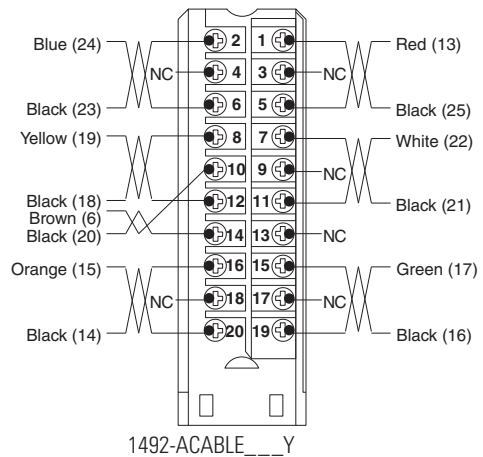 Blue (24) 2 1 Red (13)
NC 4 3 NC
Black (23) 6 5 Black (25)
Yellow (19) 8 7 White (22)
10 9 NC
Black (18) 12 11 Black (21)
Brown (6)
Black (20) 14 13 NC
Orange (15) 16 15 Green (17)
NC 18 17 NC
Black (14) 20 19 Black (16)
1492-ACABLE___Y